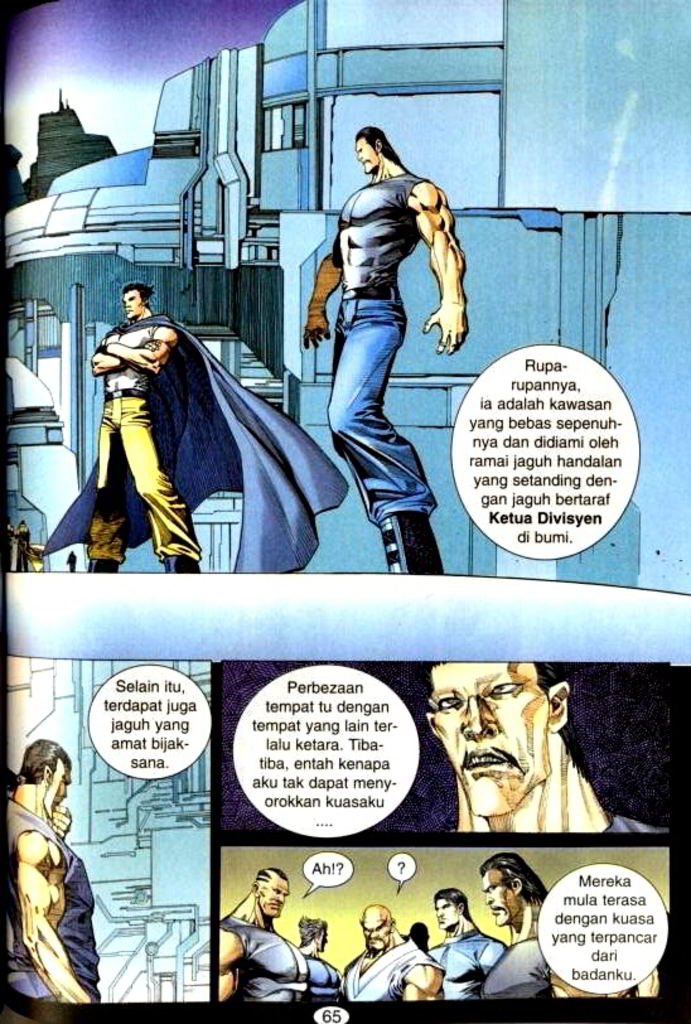 Rupa-
rupannya,
ia adalah kawasan
yang bebas sepenuh-
nya dan didiami oleh
ramai jaguh handalan
yang setanding den-
gan jaguh bertaraf
Ketua Divisyen
di bumi.
Selain itu,
terdapat juga
jaguh yang
amat bijak-
sana.
Perbezaan
tempat tu dengan
tempat yang lain ter-
lalu ketara. Tiba-
tiba, entah kenapa
aku tak dapat meny-
orokkan kuasaku
....
Ah!?
?
Mereka
mula terasa
dengan kuasa
yang terpancar
dari
badanku.
65